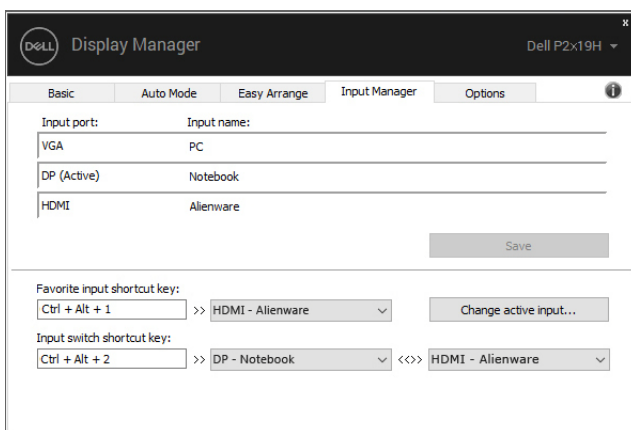 x
DELL Display Manager Dell P2x19H
Basic Auto Mode Easy Arrange Input Manager Options i
Input port: Input name:
VGA PC
DP (Active) Notebook
HDMI Alienware
Save
Favorite input shortcut key:
Ctrl + Alt + 1 >> HDMI - Alienware Change active input...
Input switch shortcut key:
Ctrl + Alt + 2 >> DP - Notebook <<>> HDMI - Alienware